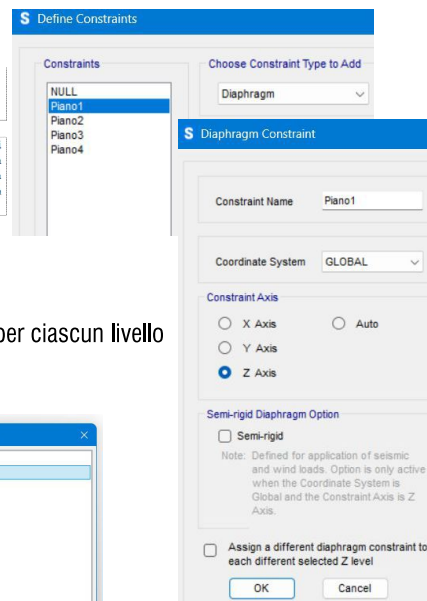 Define Constraints
Constraints
Choose Constraint Type to Add
NULL
Piano1
Piano2
Piano3
Piano4
Diaphragm
Diaphragm Constraint
Constraint Name
Piano1
Coordinate System
GLOBAL
Constraint Axis
X Axis
Auto
Y Axis
Z Axis
Semi-rigid Diaphragm Option
Semi-rigid
Note: Defined for application of seismic
and wind loads. Option is only active
when the Coordinate System is
Global and the Constraint Axis is Z
Axis.
Assign a different diaphragm constraint to
each different selected Z level
OK
Cancel
per ciascun livello